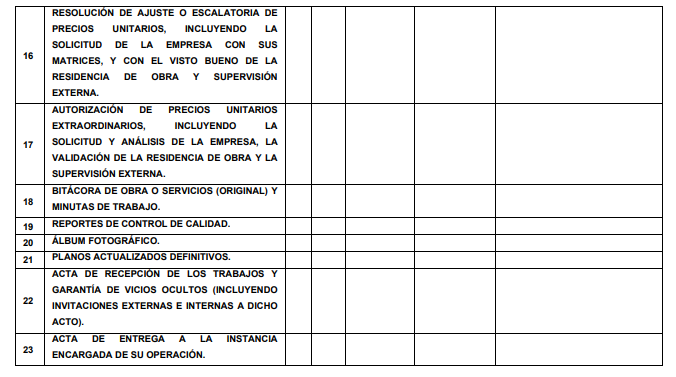 RESOLUCIÓN DE AJUSTE O ESCALATORIA DE
PRECIOS UNITARIOS, INCLUYENDO LA
SOLICITUD DE LA EMPRESA CON SUS
16
MATRICES, Y CON EL VISTO BUENO DE LA
RESIDENCIA DE OBRA Y SUPERVISIÓN
EXTERNA.
AUTORIZACIÓN DE PRECIOS UNITARIOS
EXTRAORDINARIOS, INCLUYENDO LA
17
SOLICITUD Y ANÁLISIS DE LA EMPRESA, LA
VALIDACIÓN DE LA RESIDENCIA DE OBRA Y LA
SUPERVISIÓN EXTERNA.
18
BITÁCORA DE OBRA O SERVICIOS (ORIGINAL) Y
MINUTAS DE TRABAJO.
19 REPORTES DE CONTROL DE CALIDAD.
20 ÁLBUM FOTOGRÁFICO.
21 PLANOS ACTUALIZADOS DEFINITIVOS.
ACTA DE RECEPCIÓN DE LOS TRABAJOS Y
GARANTÍA DE VICIOS OCULTOS (INCLUYENDO
22
INVITACIONES EXTERNAS E INTERNAS A DICHO
ACTO).
23
ACTA DE ENTREGA A LA INSTANCIA
ENCARGADA DE SU OPERACIÓN.